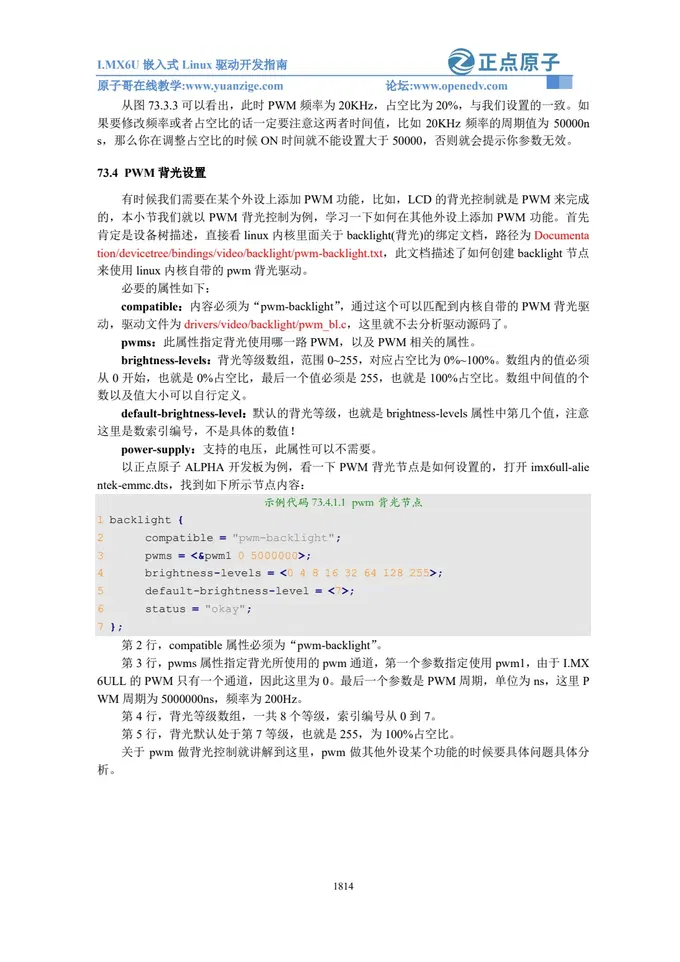 I.MX6U 嵌入式 Linux 驱动开发指南
正点原子
原子哥在线教学:www.yuanzige.com
论坛:www.openedv.com
从图 73.3.3 可以看出，此时 PWM 频率为 20KHz，占空比为 20%，与我们设置的一致。如
果要修改频率或者占空比的话一定要注意这两者时间值，比如 20KHz 频率的周期值为 50000n
s，那么你在调整占空比的时候 ON 时间就不能设置大于 50000，否则就会提示你参数无效。
73.4 PWM 背光设置
有时候我们需要在某个外设上添加 PWM 功能，比如，LCD 的背光控制就是 PWM 来完成
的，本小节我们就以 PWM 背光控制为例，学习一下如何在其他外设上添加 PWM 功能。首先
肯定是设备树描述，直接看 linux 内核里面关于 backlight(背光)的绑定文档，路径为 Documenta
tion/devicetree/bindings/video/backlight/pwm-backlight.txt，此文档描述了如何创建 backlight 节点
来使用 linux 内核自带的 pwm 背光驱动。
必要的属性如下：
compatible：内容必须为“pwm-backlight”，通过这个可以匹配到内核自带的 PWM 背光驱
动，驱动文件为 drivers/video/backlight/pwm_bl.c，这里就不去分析驱动源码了。
pwms：此属性指定背光使用哪一路 PWM，以及 PWM 相关的属性。
brightness-levels：背光等级数组，范围 0~255，对应占空比为 0%~100%。数组内的值必须
从 0 开始，也就是 0%占空比，最后一个值必须是 255，也就是 100%占空比。数组中间值的个
数以及值大小可以自行定义。
default-brightness-level：默认的背光等级，也就是 brightness-levels 属性中第几个值，注意
这里是数索引编号，不是具体的数值！
power-supply：支持的电压，此属性可以不需要。
以正点原子 ALPHA 开发板为例，看一下 PWM 背光节点是如何设置的，打开 imx6ull-alie
ntek-emmc.dts，找到如下所示节点内容：
示例代码 73.4.1.1 pwm 背光节点
1 backlight {
2 compatible = "pwm-backlight";
3 pwms = <&pwm1 0 5000000>;
4 brightness-levels = <0 4 8 16 32 64 128 255>;
5 default-brightness-level = <7>;
6 status = "okay";
7 };
第 2 行，compatible 属性必须为“pwm-backlight”。
第 3 行，pwms 属性指定背光所使用的 pwm 通道，第一个参数指定使用 pwm1，由于 I.MX
6ULL 的 PWM 只有一个通道，因此这里为 0。最后一个参数是 PWM 周期，单位为 ns，这里 P
WM 周期为 5000000ns，频率为 200Hz。
第 4 行，背光等级数组，一共 8 个等级，索引编号从 0 到 7。
第 5 行，背光默认处于第 7 等级，也就是 255，为 100%占空比。
关于 pwm 做背光控制就讲解到这里，pwm 做其他外设某个功能的时候要具体问题具体分
析。
1814